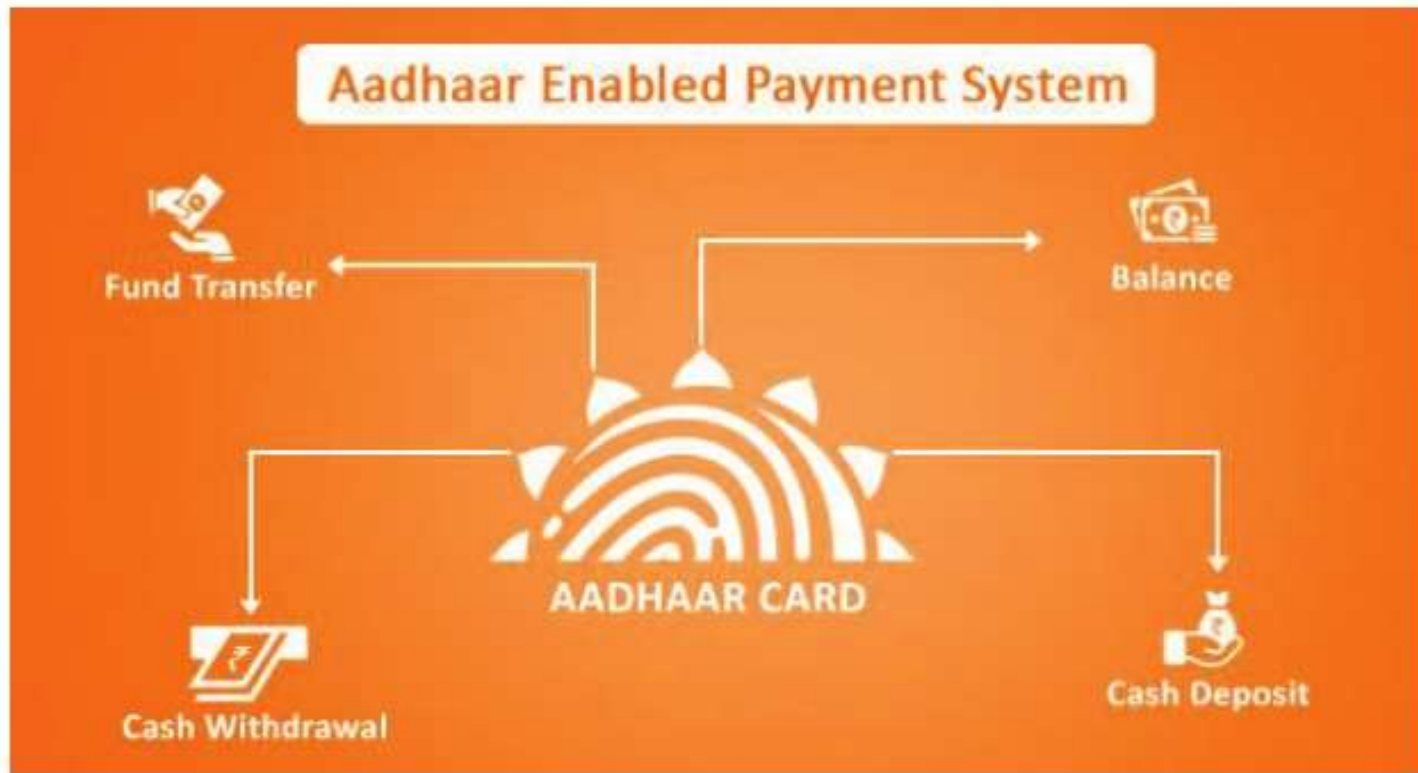 Aadhaar Enabled Payment System
Fund Transfer
Balance
AADHAAR CARD
Cash Withdrawal
Cash Deposit